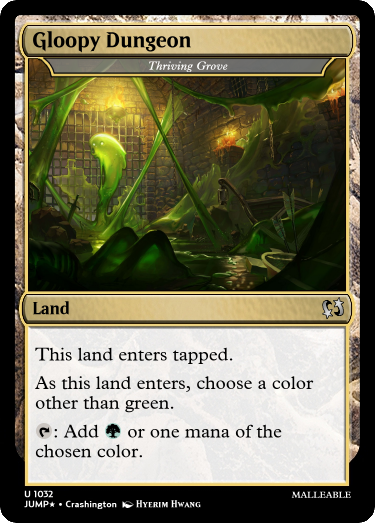 Gloopy Dungeon
Thriving Grove
Land
This land enters tapped.
As this land enters, choose a color
other than green.
: Add or one mana of the
chosen color.
U 1032
JUMP★ • Crashington Hyerim Hwang
MALLEABLE